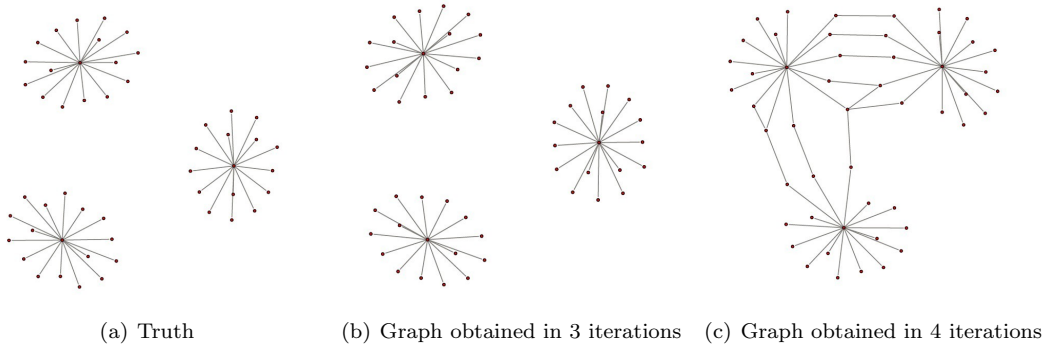 (a) Truth
(b) Graph obtained in 3 iterations
(c) Graph obtained in 4 iterations